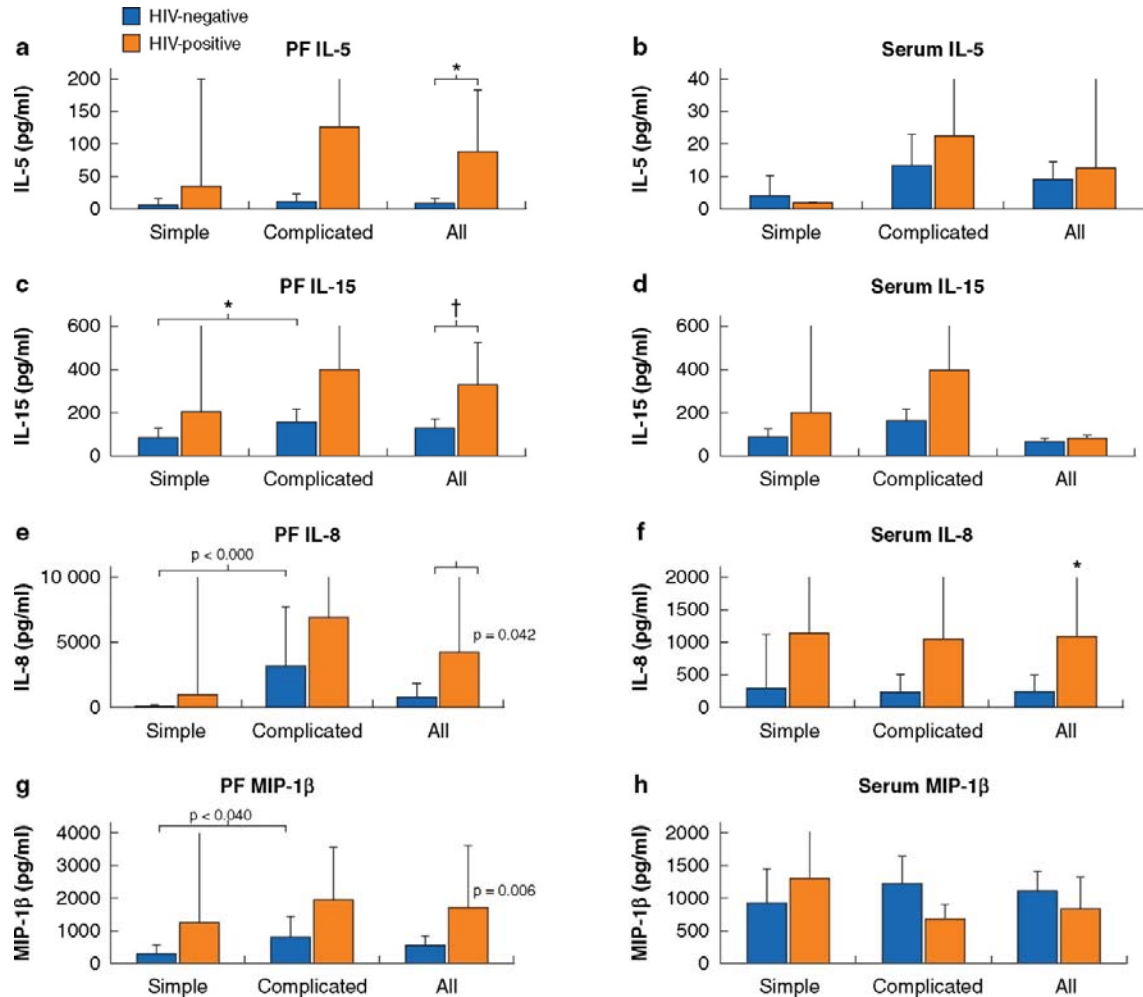 HIV-negative
HIV-positive
a PF IL-5
*
IL-5 (pg/ml)
200
150
100
50
0
Simple Complicated All
b Serum IL-5
IL-5 (pg/ml)
40
30
20
10
0
Simple Complicated All
c PF IL-15
* †
IL-15 (pg/ml)
600
400
200
0
Simple Complicated All
d Serum IL-15
IL-15 (pg/ml)
600
400
200
0
Simple Complicated All
e PF IL-8
p < 0.000
p = 0.042
IL-8 (pg/ml)
10 000
5000
0
Simple Complicated All
f Serum IL-8
*
IL-8 (pg/ml)
2000
1500
1000
500
0
Simple Complicated All
g PF MIP-1β
p < 0.040
p = 0.006
MIP-1β (pg/ml)
4000
3000
2000
1000
0
Simple Complicated All
h Serum MIP-1β
MIP-1β (pg/ml)
2000
1500
1000
500
0
Simple Complicated All